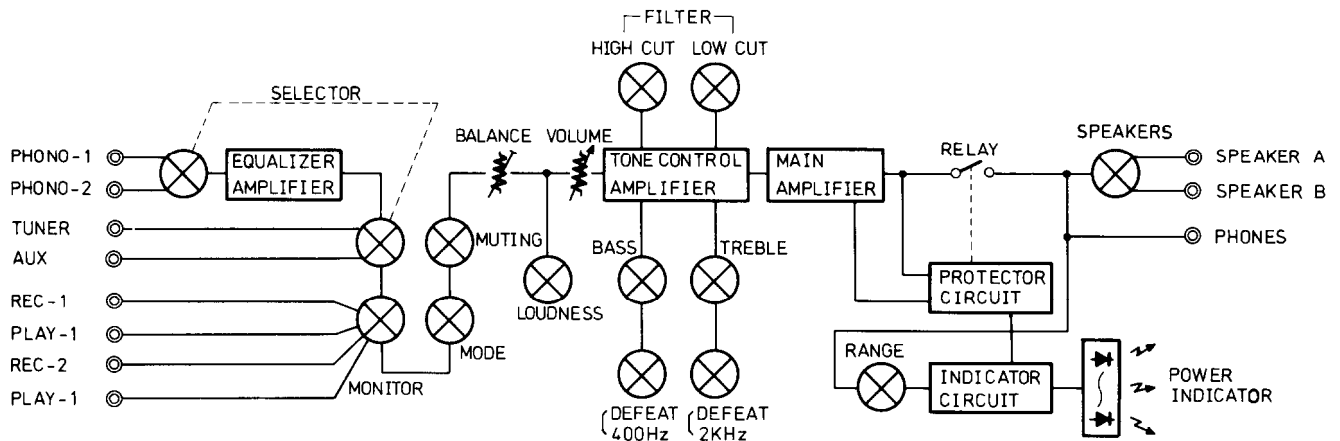 FILTER
HIGH CUT
LOW CUT
SELECTOR
BALANCE
VOLUME
SPEAKERS
PHONO-1
EQUALIZER
AMPLIFIER
TONE CONTROL
AMPLIFIER
MAIN
AMPLIFIER
RELAY
SPEAKER A
PHONO-2
SPEAKER B
TUNER
MUTING
BASS
TREBLE
PHONES
AUX
PROTECTOR
CIRCUIT
REC-1
LOUDNESS
PLAY-1
MODE
RANGE
REC-2
MONITOR
INDICATOR
CIRCUIT
POWER
INDICATOR
PLAY-1
(DEFEAT
400Hz
(DEFEAT
2KHz